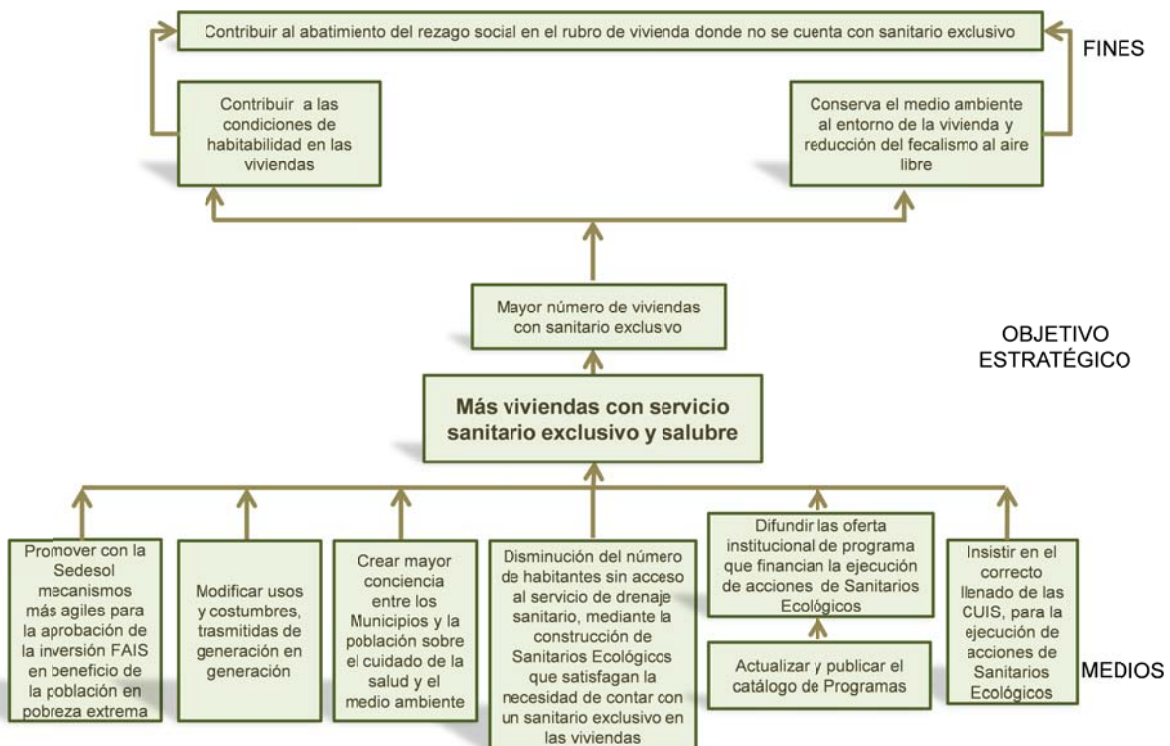 Contribuir al abatimiento del rezago social en el rubro de vivienda donde no se cuenta con sanitario exclusivo
FINES
Contribuir a las
condiciones de
habitabilidad en las
viviendas
Conserva el medio ambiente
al entorno de la vivienda y
reducción del fecalismo al aire
libre
Mayor número de viviendas
con sanitario exclusivo
OBJETIVO
ESTRATÉGICO
Más viviendas con servicio
sanitario exclusivo y salubre
Promover con la
Sedesol
mecanismos
más agiles para
la aprobación de
la inversión FAIS
en beneficio de
la población en
pobreza extrema
Modificar usos
y costumbres,
trasmitidas de
generación en
generación
Crear mayor
conciencia
entre los
Municipios y la
población sobre
el cuidado de la
salud y el
medio ambiente
Disminución del número
de habitantes sin acceso
al servicio de drenaje
sanitario, mediante la
construcción de
Sanitarios Ecológicos
que satisfagan la
necesidad de contar con
un sanitario exclusivo en
las viviendas
Difundir las oferta
institucional de programa
que financian la ejecución
de acciones de Sanitarios
Ecológicos
Actualizar y publicar el
catálogo de Programas
Insistir en el
correcto
llenado de las
CUIS, para la
ejecución de
acciones de
Sanitarios
Ecológicos
MEDIOS